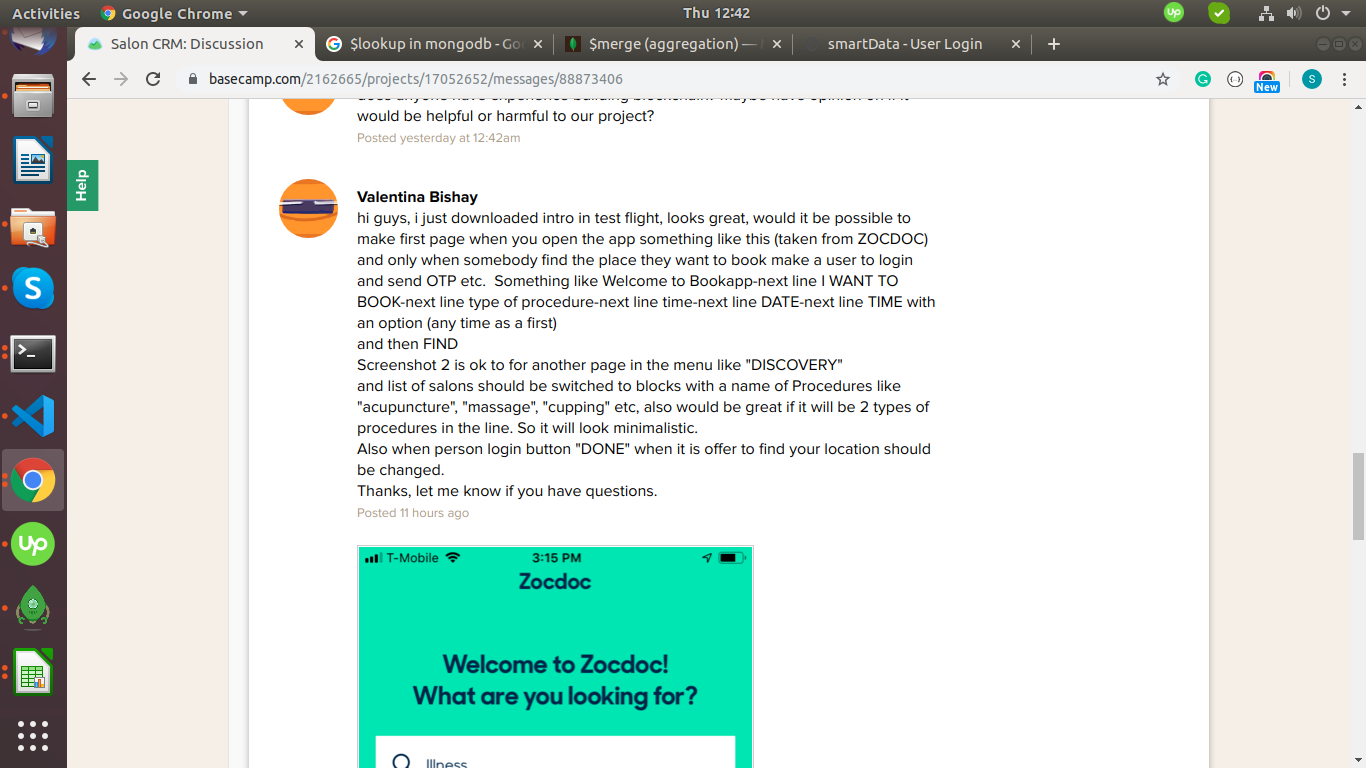 Activities
Google Chrome
Thu 12:42
Salon CRM: Discussion
$lookup in mongodb - Goo
$merge (aggregation) —
smartData - User Login
basecamp.com/2162665/projects/17052652/messages/88873406
New
S
Help
would be helpful or harmful to our project?
Posted yesterday at 12:42am
Valentina Bishay
hi guys, i just downloaded intro in test flight, looks great, would it be possible to
make first page when you open the app something like this (taken from ZOCDOC)
and only when somebody find the place they want to book make a user to login
and send OTP etc. Something like Welcome to Bookapp-next line I WANT TO
BOOK-next line type of procedure-next line time-next line DATE-next line TIME with
an option (any time as a first)
and then FIND
Screenshot 2 is ok to for another page in the menu like "DISCOVERY"
and list of salons should be switched to blocks with a name of Procedures like
"acupuncture", "massage", "cupping" etc, also would be great if it will be 2 types of
procedures in the line. So it will look minimalistic.
Also when person login button "DONE" when it is offer to find your location should
be changed.
Thanks, let me know if you have questions.
Posted 11 hours ago
T-Mobile
3:15 PM
Zocdoc
Welcome to Zocdoc!
What are you looking for?
Illness